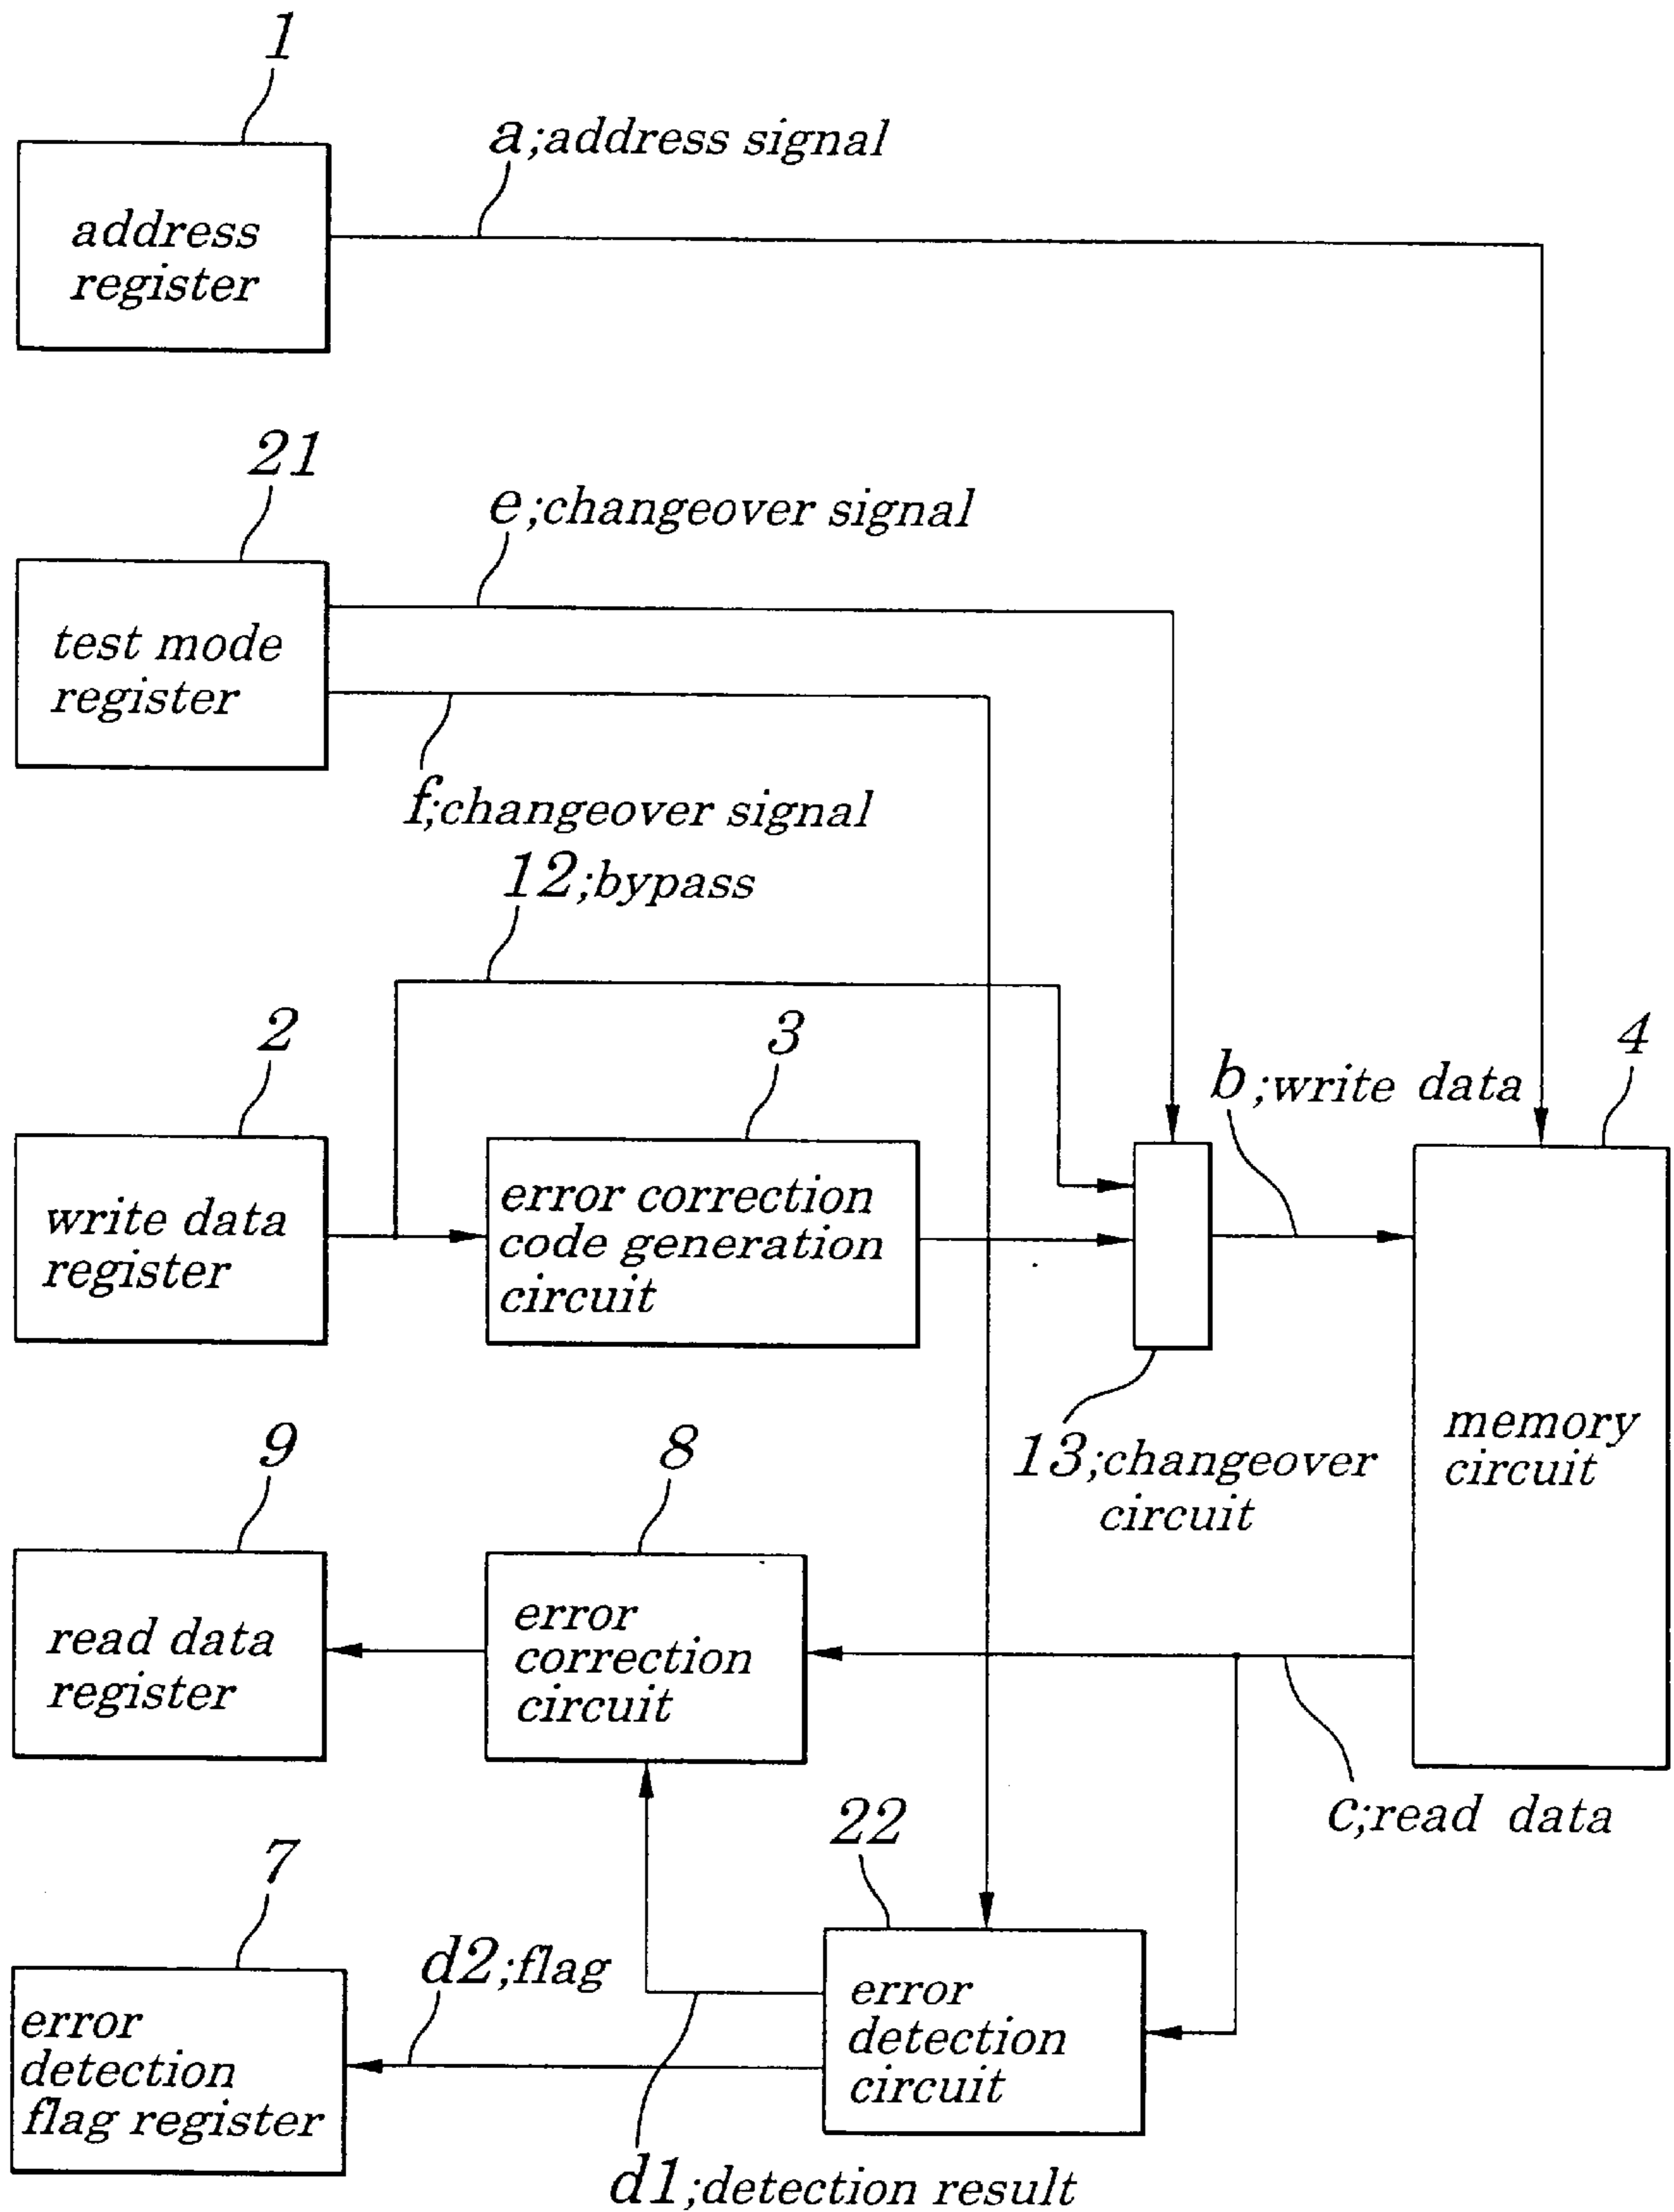 1
a;address signal
address
register
21
e;changeover signal
test mode
register
f;changeover signal
12;bypass
2
3
4
b;write data
write data
register
error correction
code generation
circuit
memory
circuit
13;changeover
circuit
9
8
read data
register
error
correction
circuit
c;read data
22
7
d2;flag
error
detection
flag register
error
detection
circuit
d1;detection result